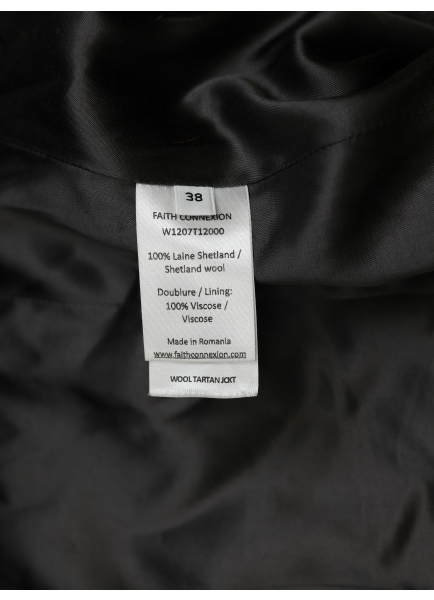 38
FAITH CONNEXION
W1207T12000
100% Laine Shetland /
Shetland wool
Doublure / Lining:
100% Viscose /
Viscose
Made in Romania
www.faithconnexion.com
WOOL TARTAN JCKT